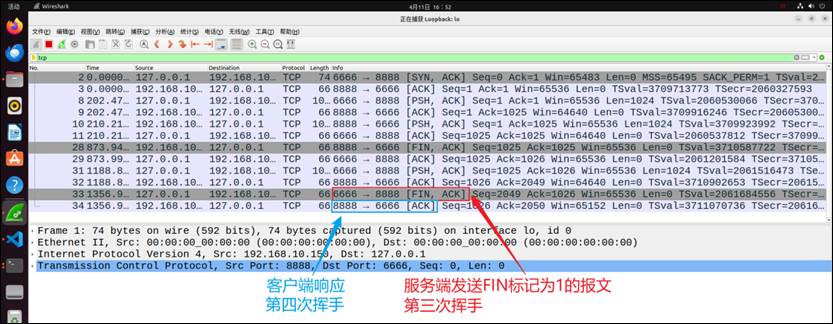 活动 Wireshark 4月11日 16:52
正在捕获 Loopback: lo
文件(F) 编辑(E) 视图(V) 跳转(G) 捕获(C) 分析(A) 统计(S) 电话(Y) 无线(W) 工具(T) 帮助(H)
tcp
No. Time Source Destination Protocol Length Info
2 0.0000… 127.0.0.1 192.168.10… TCP 74 6666 → 8888 [SYN, ACK] Seq=0 Ack=1 Win=65483 Len=0 MSS=65495 SACK_PERM=1 TSval=2…
3 0.0000… 192.168.10… 127.0.0.1 TCP 66 8888 → 6666 [ACK] Seq=1 Ack=1 Win=65536 Len=0 TSval=3709713773 TSecr=2060327593
8 202.47… 127.0.0.1 192.168.10… TCP 10… 6666 → 8888 [PSH, ACK] Seq=1 Ack=1 Win=65536 Len=1024 TSval=2060530066 TSecr=370…
9 202.47… 192.168.10… 127.0.0.1 TCP 66 8888 → 6666 [ACK] Seq=1 Ack=1025 Win=64640 Len=0 TSval=3709916246 TSecr=20605300…
10 210.21… 192.168.10… 127.0.0.1 TCP 10… 8888 → 6666 [PSH, ACK] Seq=1 Ack=1025 Win=65536 Len=1024 TSval=3709923992 TSecr=…
11 210.21… 127.0.0.1 192.168.10… TCP 66 6666 → 8888 [ACK] Seq=1025 Ack=1025 Win=64640 Len=0 TSval=2060537812 TSecr=37099…
28 873.94… 192.168.10… 127.0.0.1 TCP 66 8888 → 6666 [FIN, ACK] Seq=1025 Ack=1025 Win=65536 Len=0 TSval=3710587722 TSecr=…
29 873.99… 127.0.0.1 192.168.10… TCP 66 6666 → 8888 [ACK] Seq=1025 Ack=1026 Win=65536 Len=0 TSval=2061201584 TSecr=37105…
31 1188.8… 127.0.0.1 192.168.10… TCP 10… 6666 → 8888 [PSH, ACK] Seq=1025 Ack=1026 Win=65536 Len=1024 TSval=2061516473 TSe…
32 1188.8… 192.168.10… 127.0.0.1 TCP 66 8888 → 6666 [ACK] Seq=1026 Ack=2049 Win=64640 Len=0 TSval=3710902653 TSecr=20615…
33 1356.9… 127.0.0.1 192.168.10… TCP 66 6666 → 8888 [FIN, ACK] Seq=2049 Ack=1026 Win=65536 Len=0 TSval=2061684556 TSecr=…
34 1356.9… 192.168.10… 127.0.0.1 TCP 66 8888 → 6666 [ACK] Seq=1026 Ack=2050 Win=65152 Len=0 TSval=3711070736 TSecr=20616…
Frame 1: 74 bytes on wire (592 bits), 74 bytes captured (592 bits) on interface lo, id 0
Ethernet II, Src: 00:00:00_00:00:00 (00:00:00:00:00:00), Dst: 00:00:00_00:00:00 (00:00:00:00:00:00)
Internet Protocol Version 4, Src: 192.168.10.150, Dst: 127.0.0.1
Transmission Control Protocol, Src Port: 8888, Dst Port: 6666, Seq: 0, Len: 0
客户端响应
第四次挥手
服务端发送FIN标记为1的报文
第三次挥手